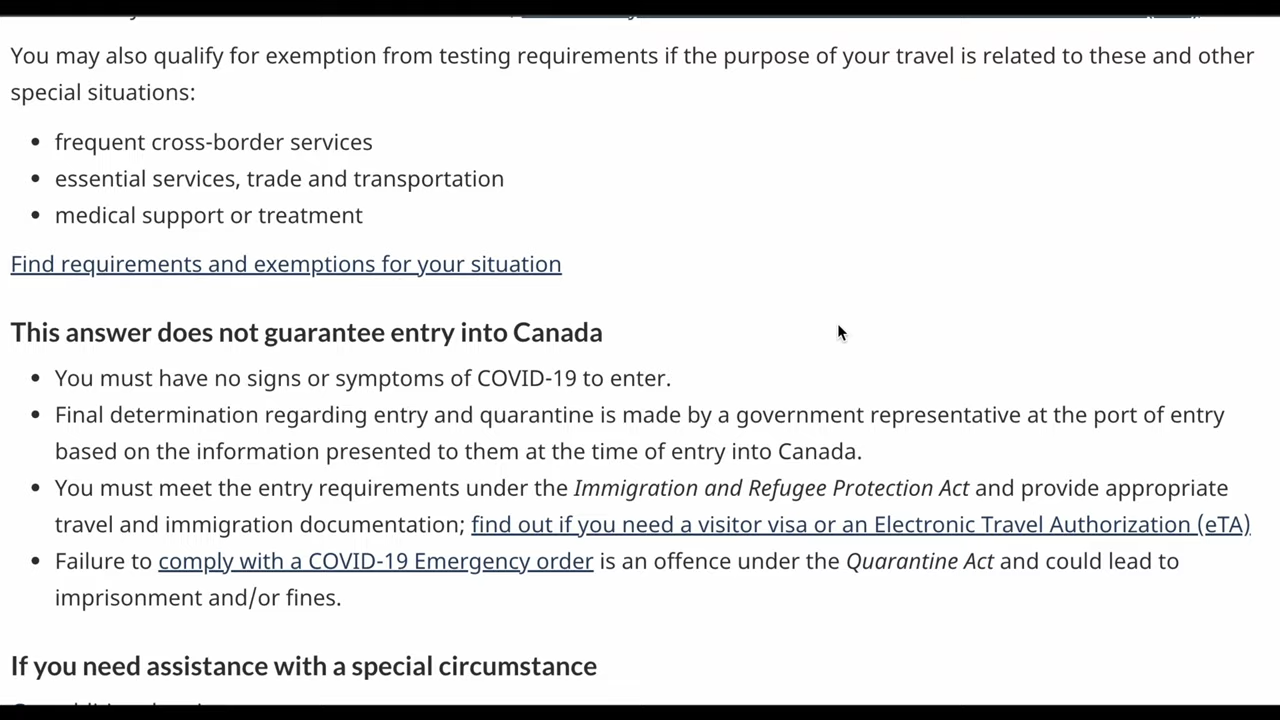 You may also qualify for exemption from testing requirements if the purpose of your travel is related to these and other
special situations:
• frequent cross-border services
• essential services, trade and transportation
• medical support or treatment
Find requirements and exemptions for your situation
This answer does not guarantee entry into Canada
• You must have no signs or symptoms of COVID-19 to enter.
• Final determination regarding entry and quarantine is made by a government representative at the port of entry
based on the information presented to them at the time of entry into Canada.
• You must meet the entry requirements under the Immigration and Refugee Protection Act and provide appropriate
travel and immigration documentation; find out if you need a visitor visa or an Electronic Travel Authorization (eTA)
• Failure to comply with a COVID-19 Emergency order is an offence under the Quarantine Act and could lead to
imprisonment and/or fines.
If you need assistance with a special circumstance